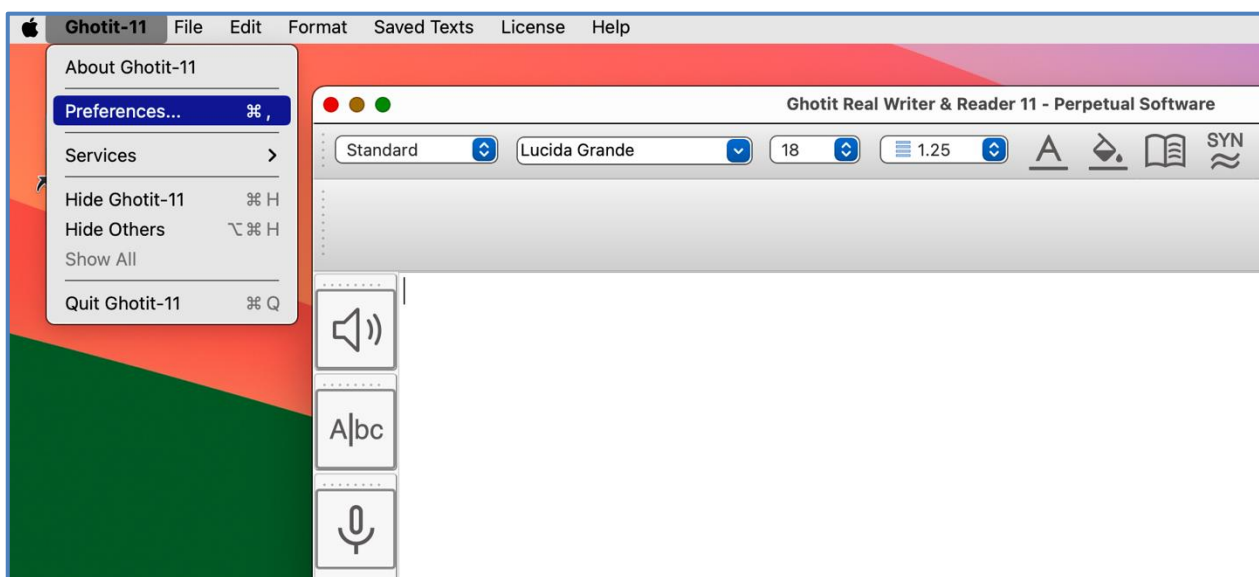 Ghotit-11 File Edit Format Saved Texts License Help
About Ghotit-11
Preferences... ⌘ ,
Services >
Hide Ghotit-11 ⌘ H
Hide Others ⌥ ⌘ H
Show All
Quit Ghotit-11 ⌘ Q
Ghotit Real Writer & Reader 11 - Perpetual Software
Standard Lucida Grande 18 1.25 A SYN
A|bc